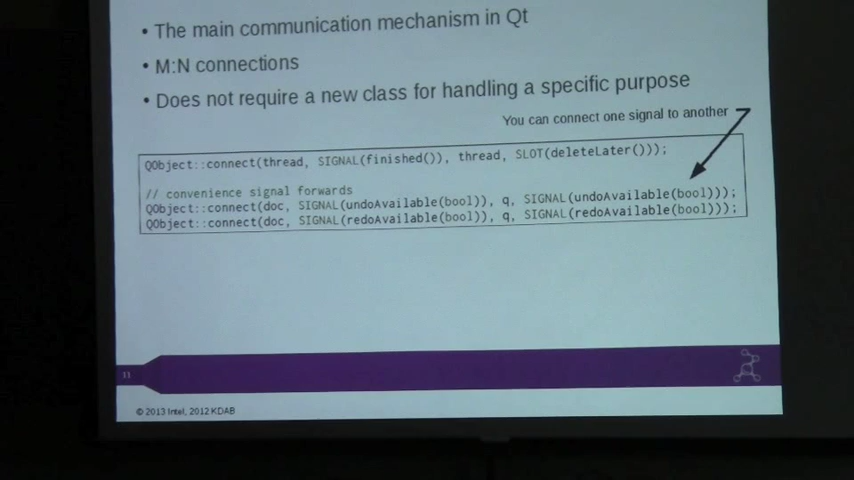 • The main communication mechanism in Qt
• M:N connections
• Does not require a new class for handling a specific purpose
You can connect one signal to another
QObject::connect(thread, SIGNAL(finished()), thread, SLOT(deleteLater()));
// convenience signal forwards
QObject::connect(doc, SIGNAL(undoAvailable(bool)), q, SIGNAL(undoAvailable(bool)));
QObject::connect(doc, SIGNAL(redoAvailable(bool)), q, SIGNAL(redoAvailable(bool)));
© 2013 Intel, 2012 KDAB